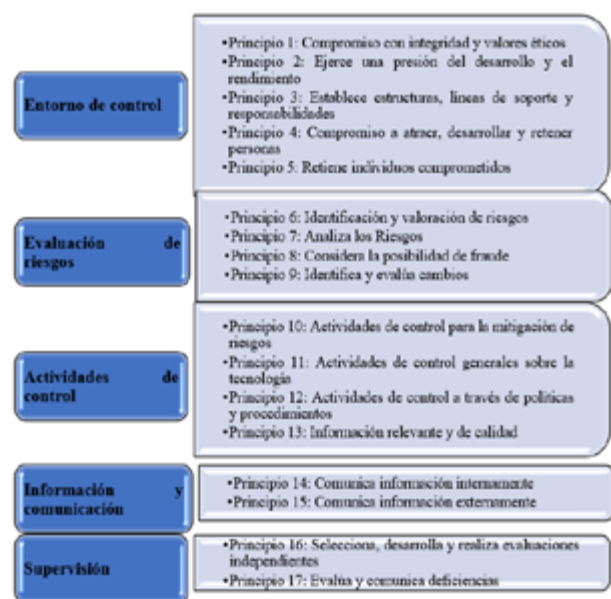 Entorno de control
•Principio 1: Compromiso con integridad y valores éticos
•Principio 2: Ejerce una presión del desarrollo y el
rendimiento
•Principio 3: Establece estructuras, líneas de soporte y
responsabilidades
•Principio 4: Compromiso a atraer, desarrollar y retener
personas
•Principio 5: Retiene individuos comprometidos
Evaluación de
riesgos
•Principio 6: Identificación y valoración de riesgos
•Principio 7: Analiza los Riesgos
•Principio 8: Considera la posibilidad de fraude
•Principio 9: Identifica y evalúa cambios
Actividades de
control
•Principio 10: Actividades de control para la mitigación de
riesgos
•Principio 11: Actividades de control generales sobre la
tecnología
•Principio 12: Actividades de control a través de políticas
y procedimientos
•Principio 13: Información relevante y de calidad
Información y
comunicación
•Principio 14: Comunica información internamente
•Principio 15: Comunica información externamente
Supervisión
•Principio 16: Selecciona, desarrolla y realiza evaluaciones
independientes
•Principio 17: Evalúa y comunica deficiencias